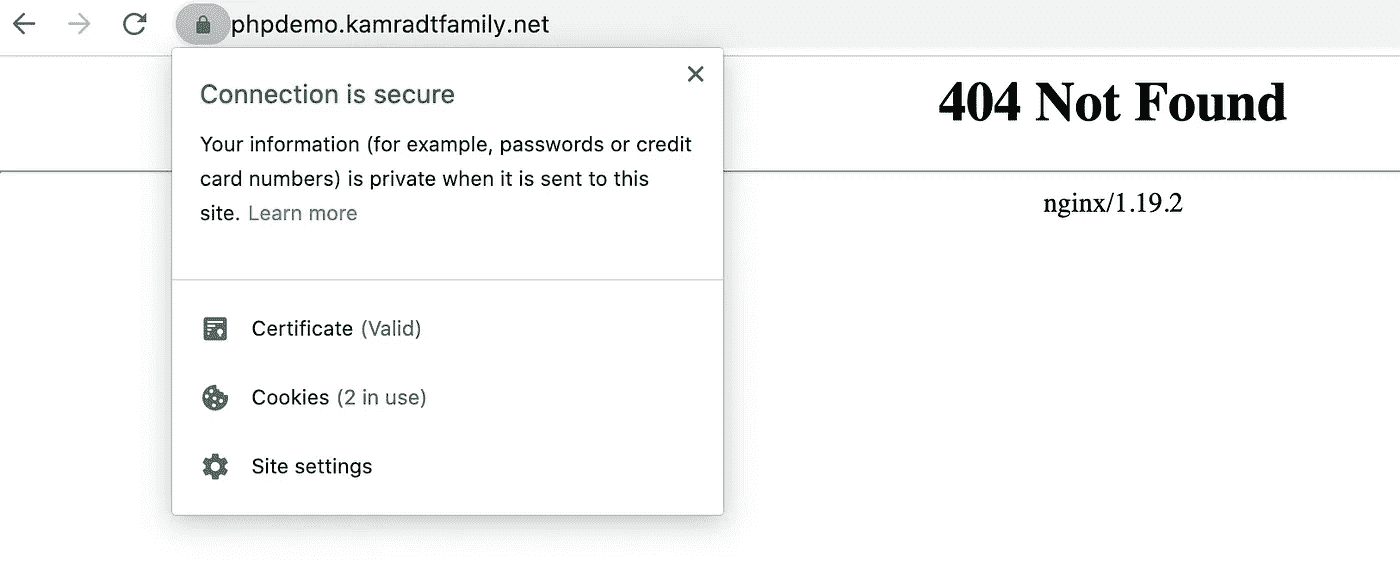 phpdemo.kamradtfamily.net
Connection is secure
Your information (for example, passwords or credit
card numbers) is private when it is sent to this
site. Learn more
Certificate (Valid)
Cookies (2 in use)
Site settings
404 Not Found
nginx/1.19.2